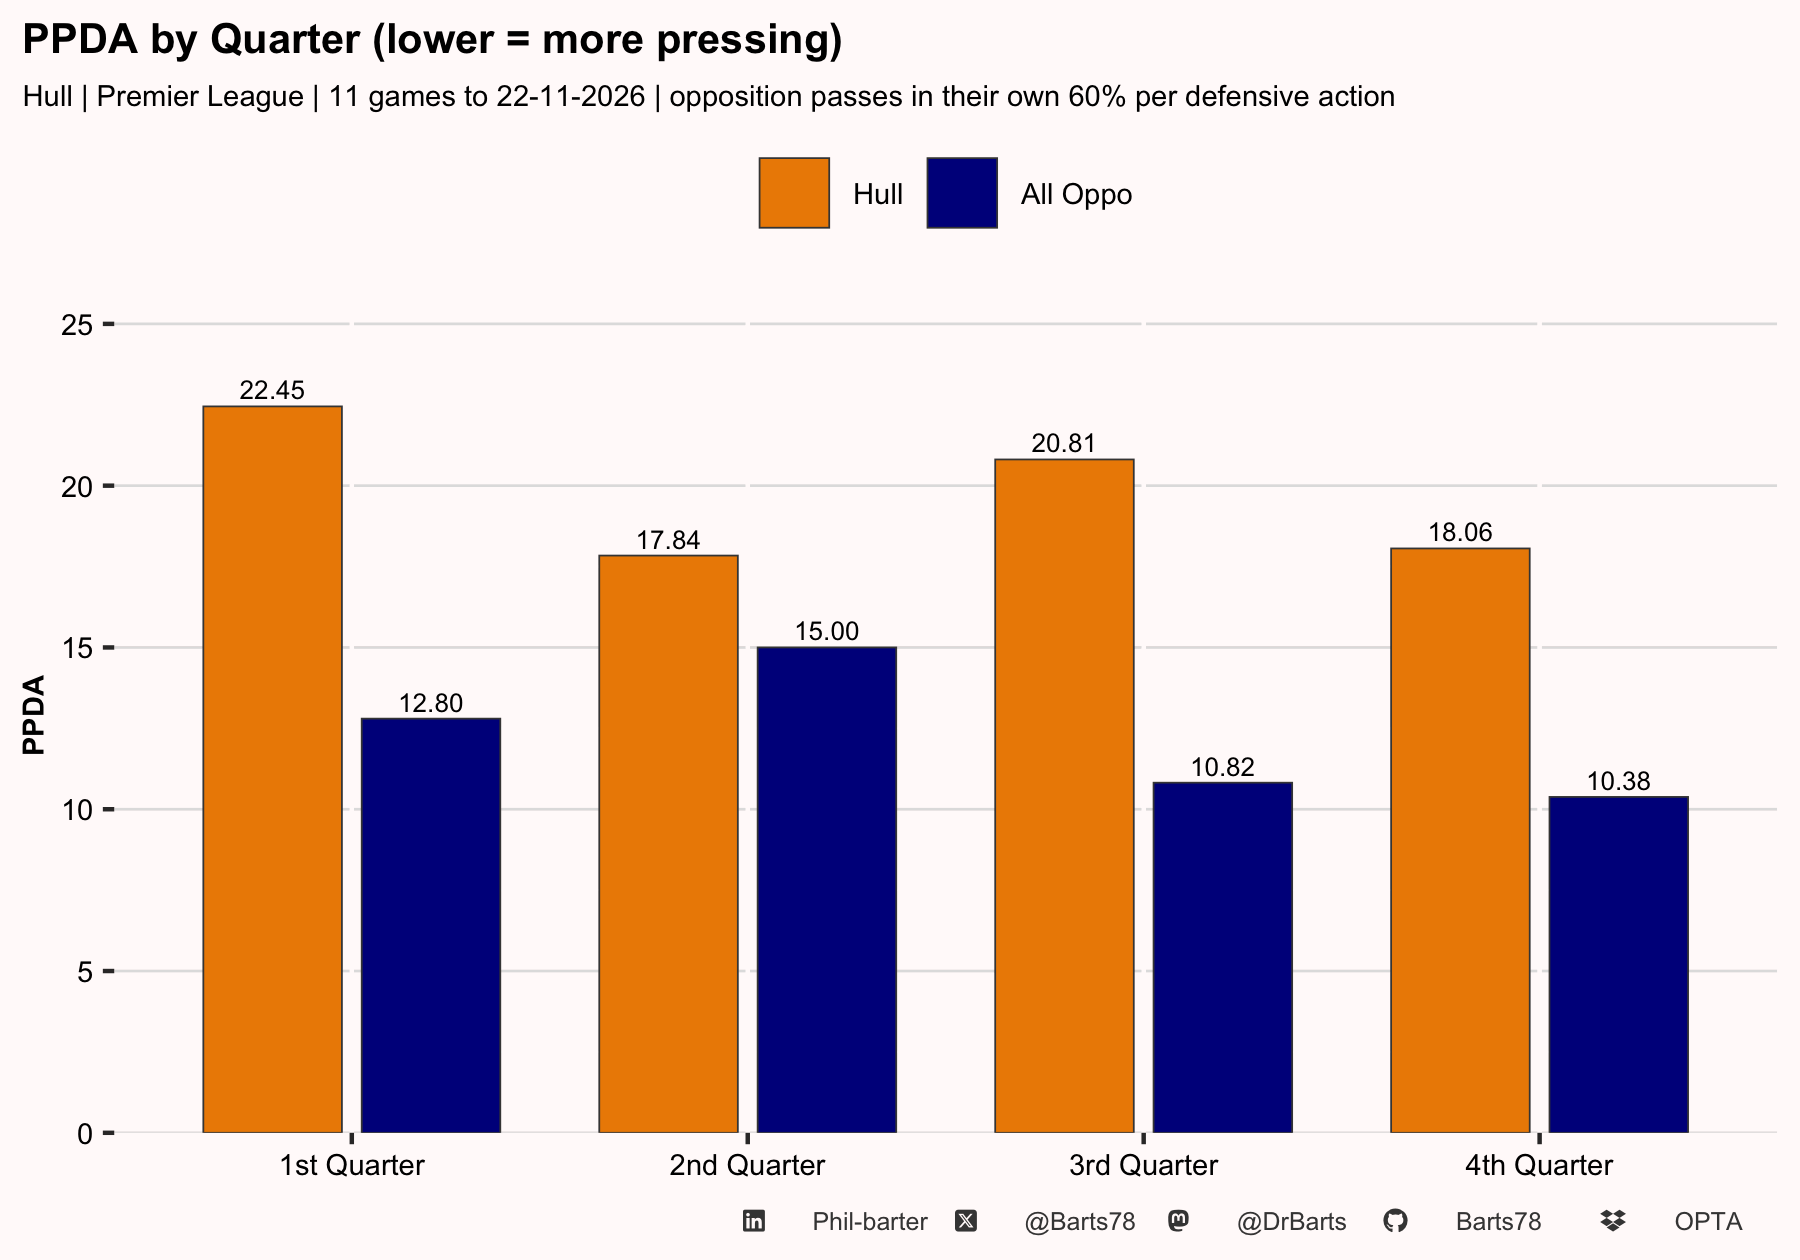 PPDA by Quarter (lower = more pressing)
Hull | Premier League | 11 games to 22-11-2026 | opposition passes in their own 60% per defensive action
Hull
All Oppo
PPDA
25
20
15
10
5
0
22.45
12.80
17.84
15.00
20.81
10.82
18.06
10.38
1st Quarter
2nd Quarter
3rd Quarter
4th Quarter
Phil-barter @Barts78 @DrBarts Barts78 OPTA